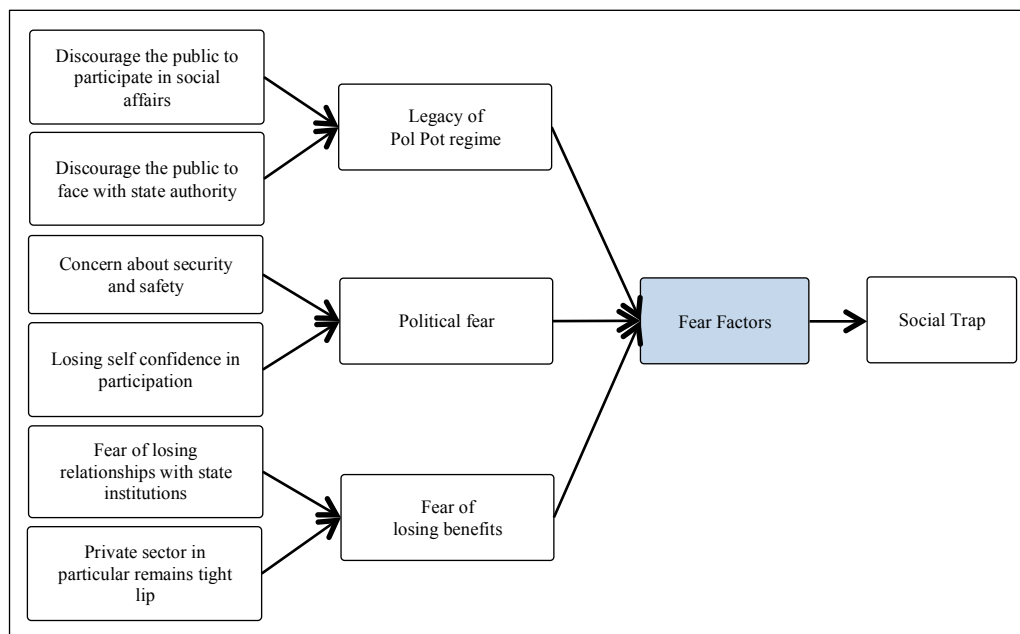 Discourage the public to
participate in social
affairs
Discourage the public to
face with state authority
Concern about security
and safety
Losing self confidence in
participation
Fear of losing
relationships with state
institutions
Private sector in
particular remains tight
lip
Legacy of
Pol Pot regime
Political fear
Fear of
losing benefits
Fear Factors
Social Trap